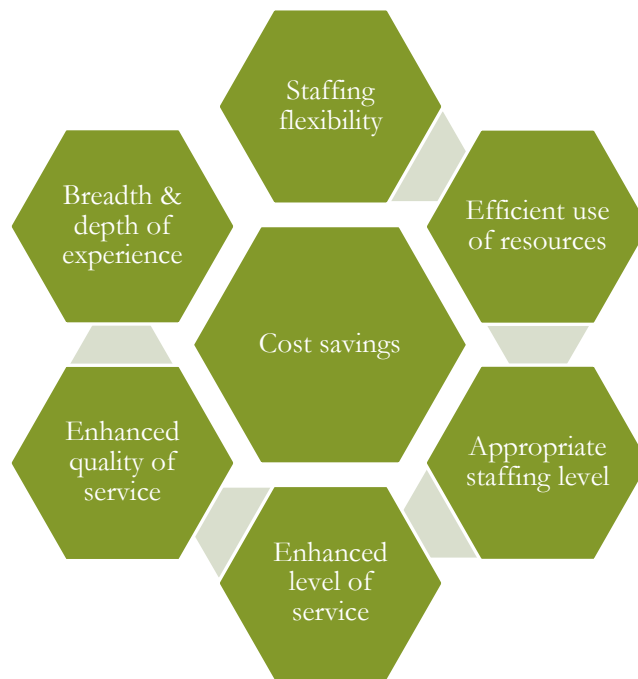 Staffing
flexibility
Efficient use
of resources
Appropriate
staffing level
Enhanced
level of
service
Enhanced
quality of
service
Breadth &
depth of
experience
Cost savings